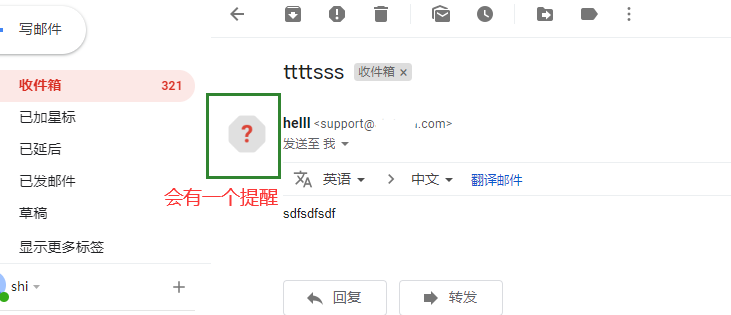 写邮件
收件箱 321
已加星标
已延后
已发邮件
草稿
显示更多标签
shi
ttttsss 收件箱 ×
?
helll <support@ .com>
发送至 我
会有一个提醒
英语 > 中文 翻译邮件
sdfsdfsdf
回复 转发